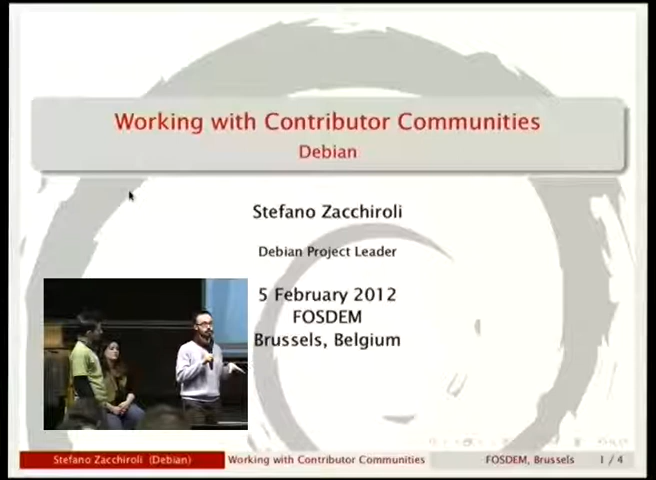 Working with Contributor Communities
Debian
Stefano Zacchiroli
Debian Project Leader
5 February 2012
FOSDEM
Brussels, Belgium
Stefano Zacchiroli (Debian)
Working with Contributor Communities
FOSDEM, Brussels
1 / 4